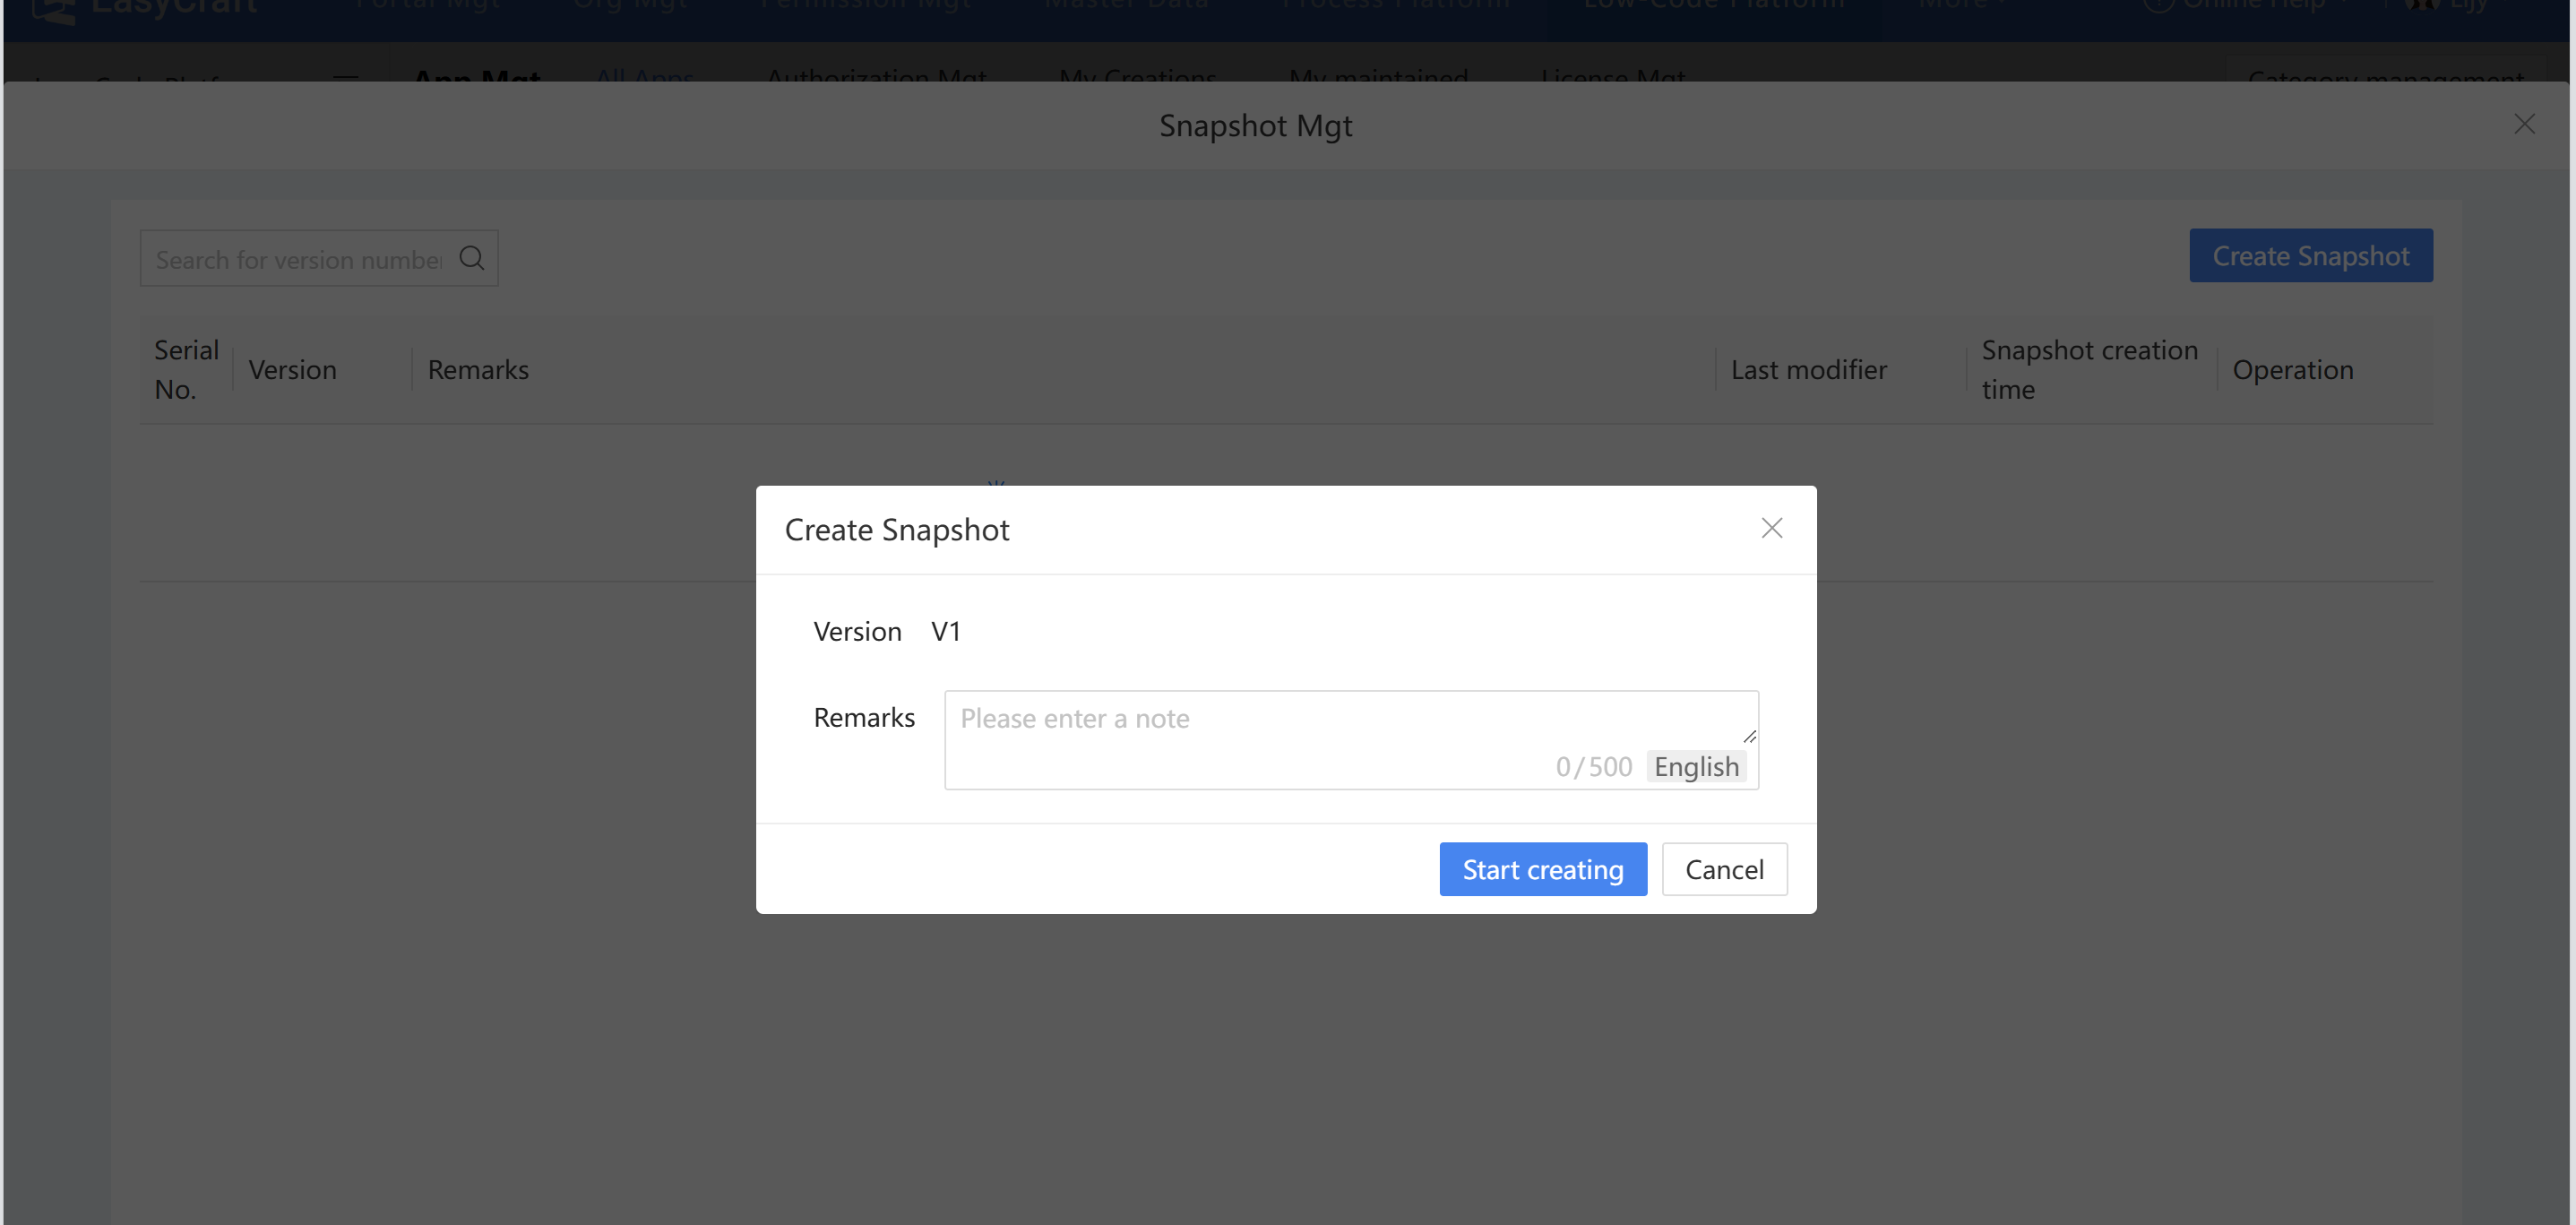 EasyCraft
Portal Mgt
Org Mgt
Permission Mgt
Master Data
Process Platform
Low-Code Platform
More
Online Help
Lijy
App Mgt
All Apps
Authorization Mgt
My Creations
My maintained
License Mgt
Category management
Snapshot Mgt
Search for version number
Create Snapshot
Serial No.
Version
Remarks
Last modifier
Snapshot creation time
Operation
Create Snapshot
Version V1
Remarks
Please enter a note
0/500 English
Start creating
Cancel